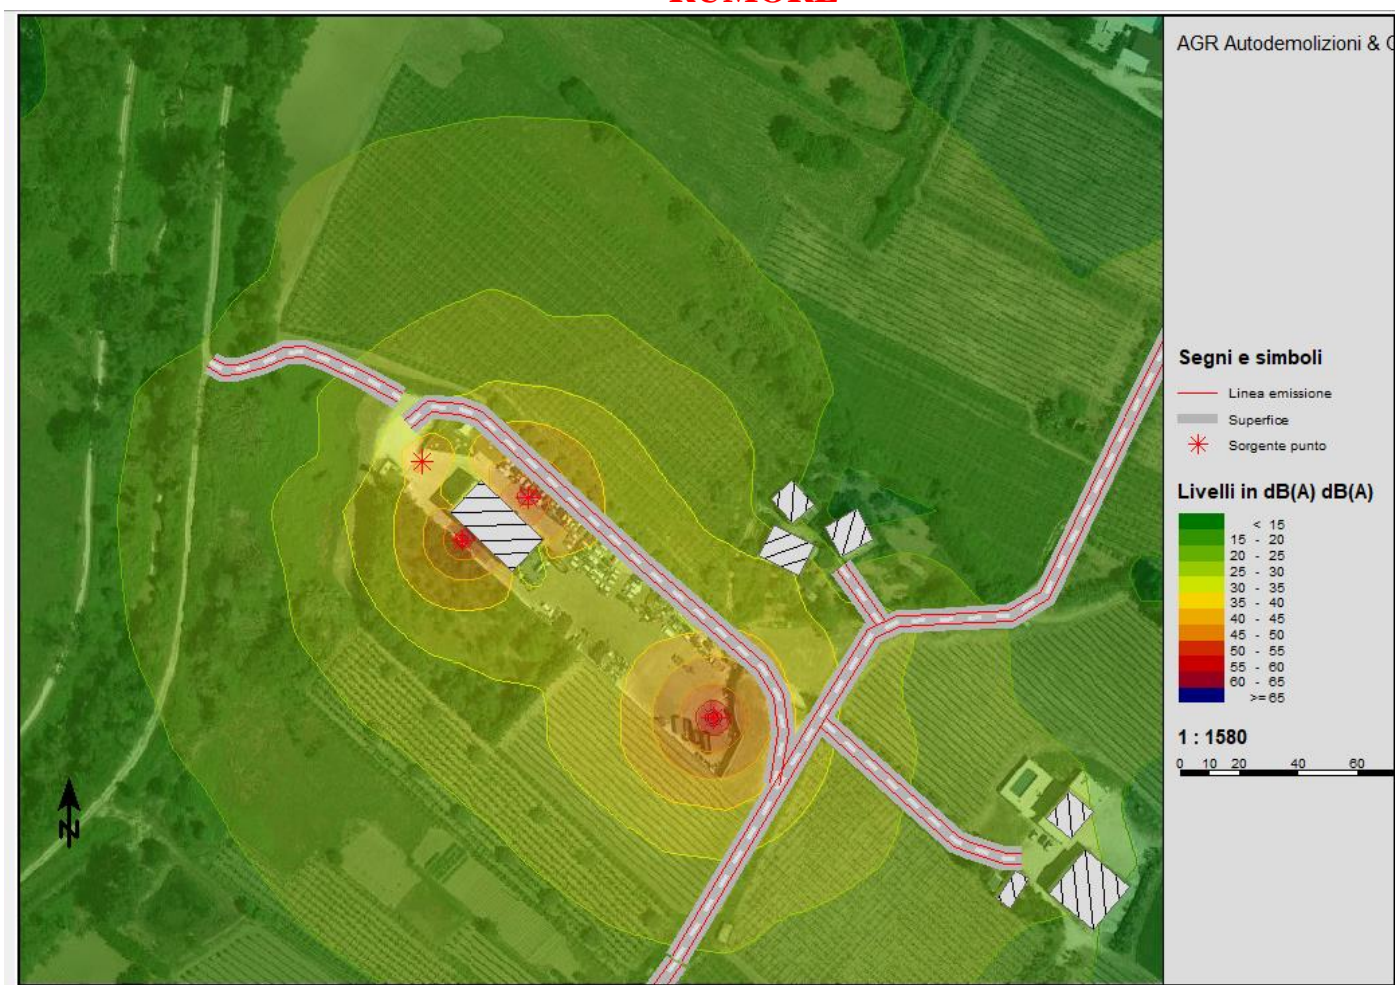 RUMORE
AGR Autodemolizioni &
Segni e simboli
Linea emissione
Superfice
Sorgente punto
Livelli in dB(A) dB(A)
< 15
15 - 20
20 - 25
25 - 30
30 - 35
35 - 40
40 - 45
45 - 50
50 - 55
55 - 60
60 - 65
>= 65
1 : 1580
0 10 20 40 60
N